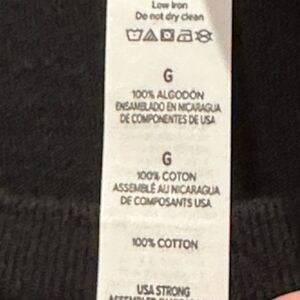 Low Iron
Do not dry clean
G
100% ALGODÓN
ENSAMBLADO EN NICARAGUA
DE COMPONENTES DE USA
G
100% COTON
ASSEMBLÉ AU NICARAGUA
DE COMPOSANTS USA
100% COTTON
USA STRONG